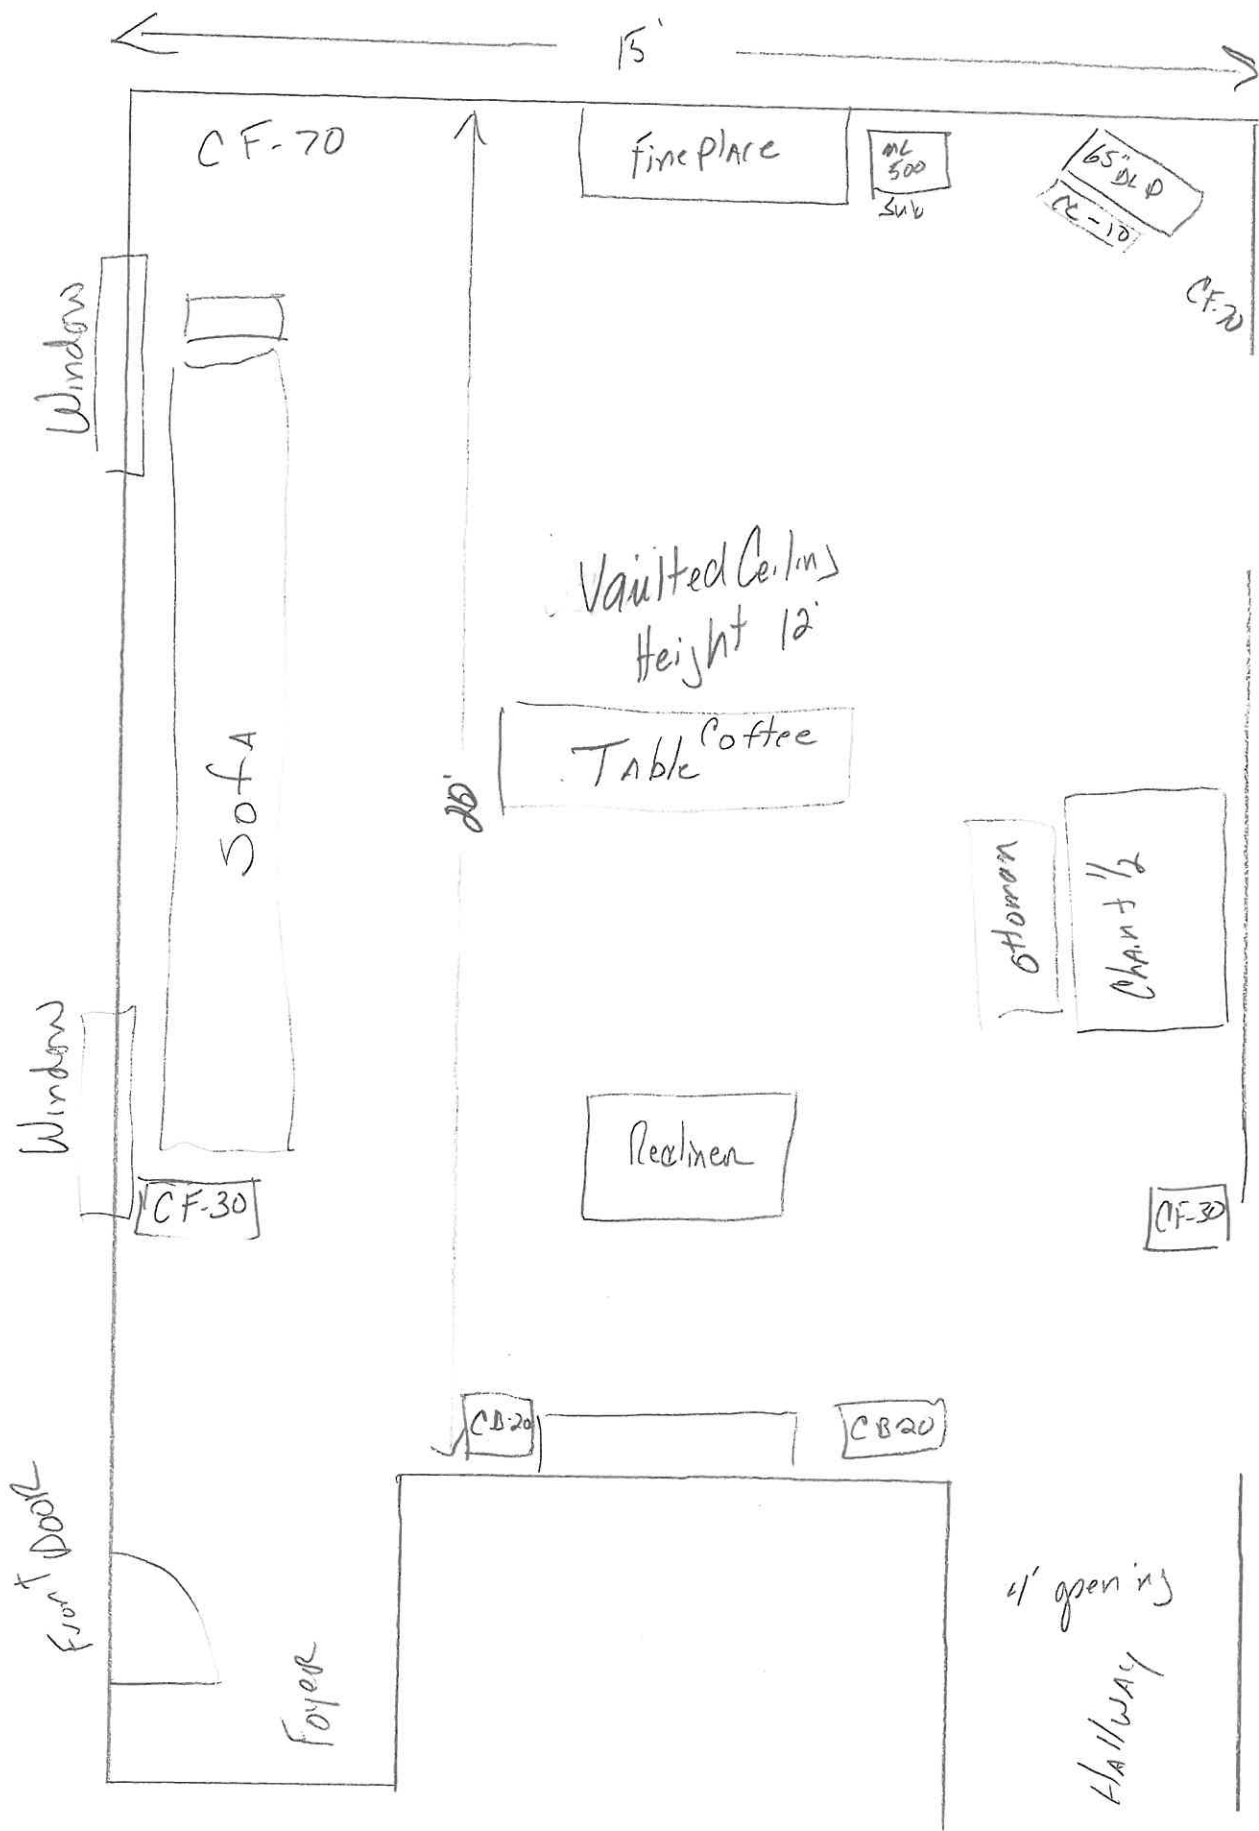 15'
CF-70
fireplace
ML
500
Sub
65"
DLP
CC-10
CF-70
Window
Vaulted Ceiling
Height 12'
Sofa
Coffee
Table
Ottoman
Chair + 1/2
Window
Recliner
CF-30
CF-30
CB-20
CB20
Front DOOR
Foyer
4' opening
Hallway